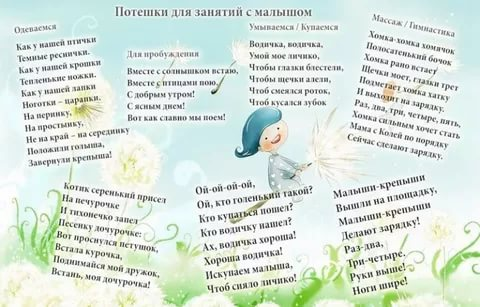 Потешки для занятий с малышом
Одеваемся
Как у нашей птички
Темные реснички.
Как у нашей крошки
Тепленькие ножки.
Как у нашей лапки
Ноготки – царапки.
На перинку,
На простынку.
Не на край – на серединку
Положили голыша,
Завернули крепыша!
Для пробуждения
Вместе с солнышком встаю,
Вместе с птицами пою.
С добрым утром!
С ясным днем!
Вот как славно мы поем!
Умываемся / Купаемся
Водичка, водичка,
Умой мое личико,
Чтобы глазки блестели,
Чтобы щечки алели,
Чтоб смеялся роток,
Чтоб кусался зубок
Массаж / Гимнастика
Хомка-хомка хомячок
Полосатенький бочок
Хомка рано встает
Щечки моет, глазки трет
Подметает хомка хатку
И выходит на зарядку.
Раз, два, три, четыре, пять,
Хомка сильным хочет стать
Мама с Колей по порядку
Сейчас сделают зарядку.
Котик серенький присел
На печурочке
И тихонечко запел
Песенку дочурочке:
Вот проснулся петушок,
Встала курочка,
Поднимайся мой дружок,
Встань, моя дочурочка!
Ой-ой-ой-ой,
Ой, кто голенький такой?
Кто купаться пошел?
Кто водичку нашел?
Ах, водичка хороша!
Хороша водичка!
Искупаем малыша,
Чтоб сияло личико!
Малыши-крепыши
Вышли на площадку,
Малыши-крепыши
Делают зарядку!
Раз-два,
Три-четыре.
Руки выше!
Ноги шире!